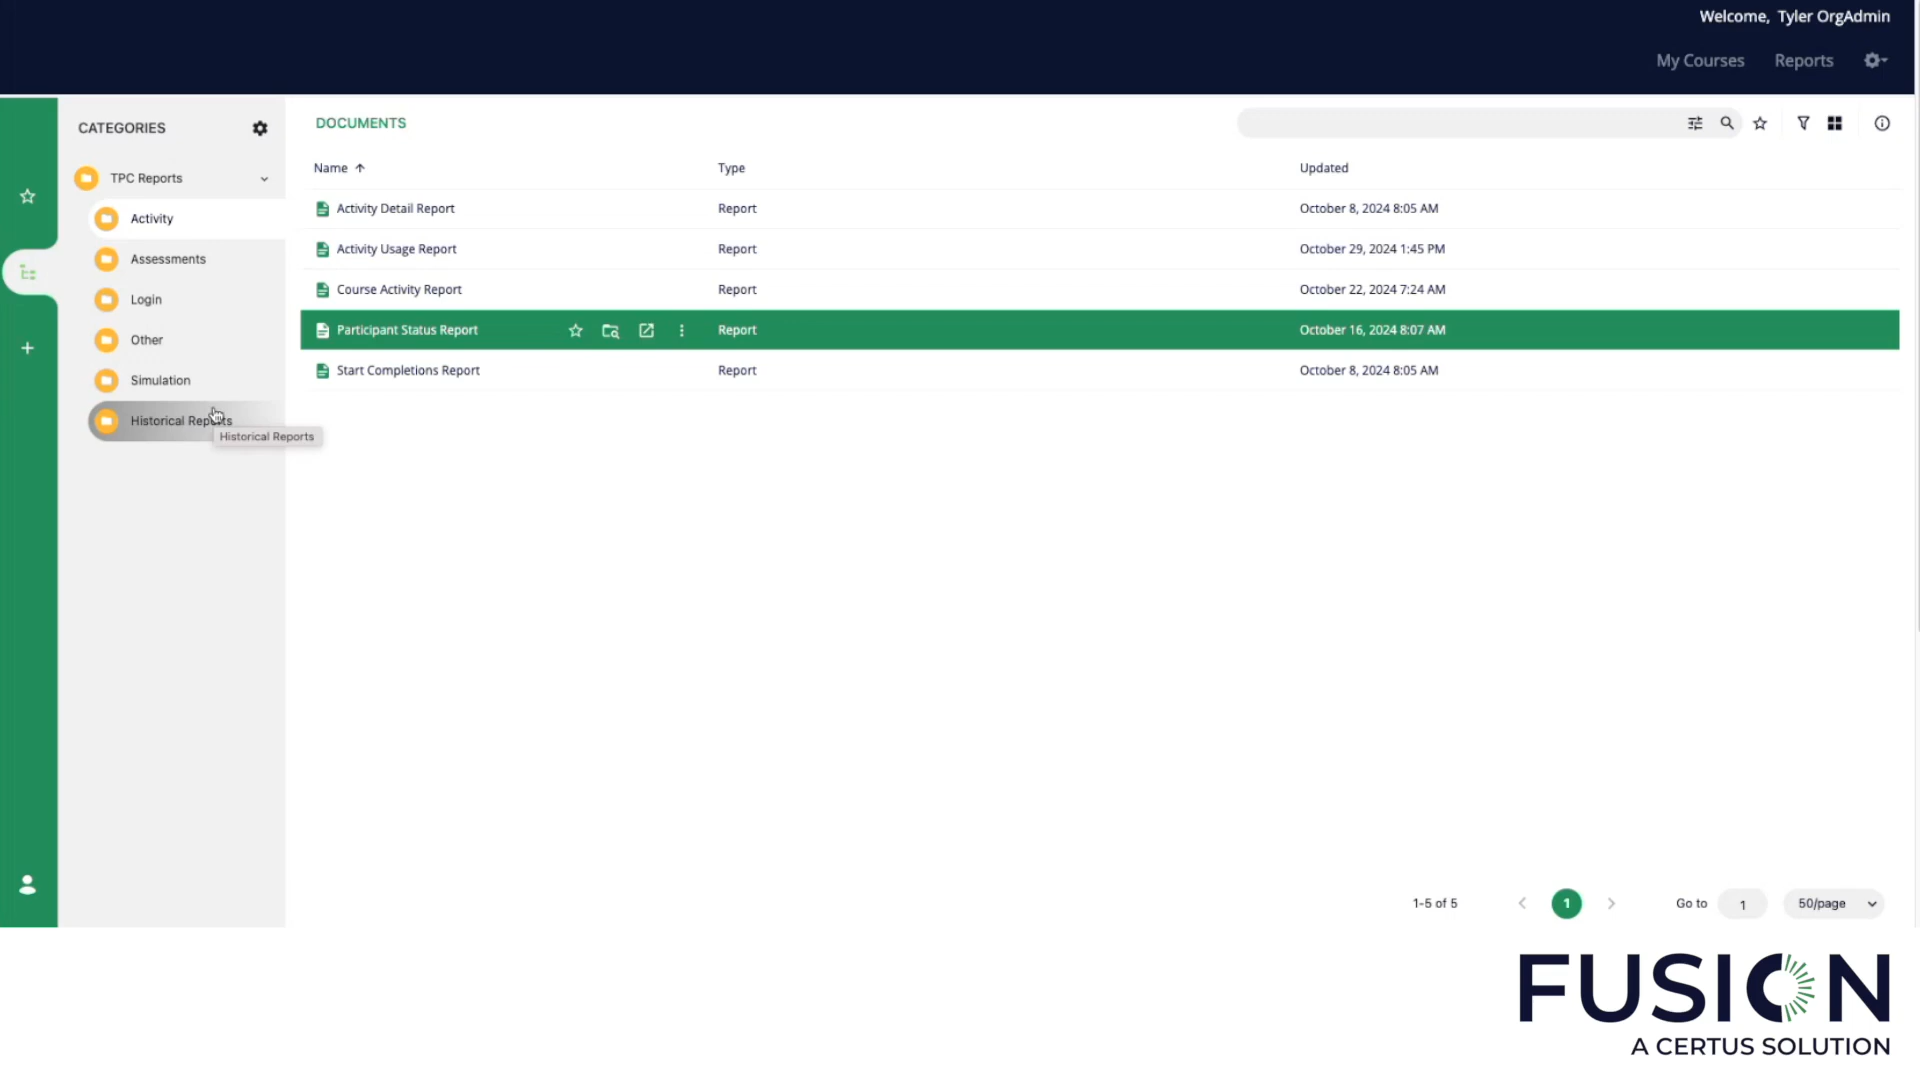 Welcome, Tyler OrgAdmin
My Courses Reports
CATEGORIES
TPC Reports
Activity
Assessments
Login
Other
Simulation
Historical Reports
Historical Reports
DOCUMENTS
Name Type Updated
Activity Detail Report Report October 8, 2024 8:05 AM
Activity Usage Report Report October 29, 2024 1:45 PM
Course Activity Report Report October 22, 2024 7:24 AM
Participant Status Report Report October 16, 2024 8:07 AM
Start Completions Report Report October 8, 2024 8:05 AM
1-5 of 5 1 Go to 1 50/page
FUSION
A CERTUS SOLUTION